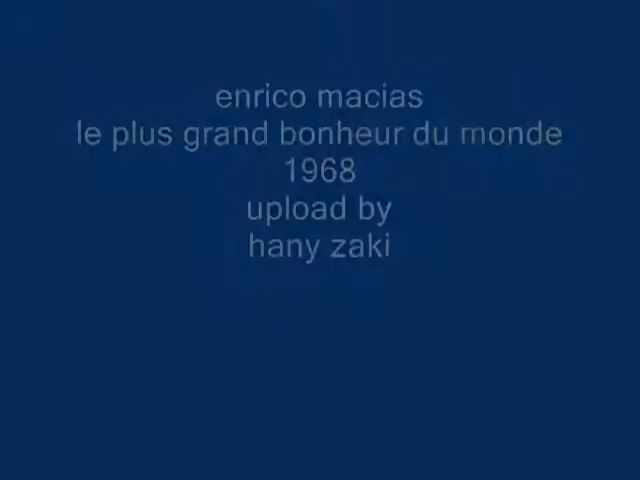 enrico macias
le plus grand bonheur du monde
1968
upload by
hany zaki